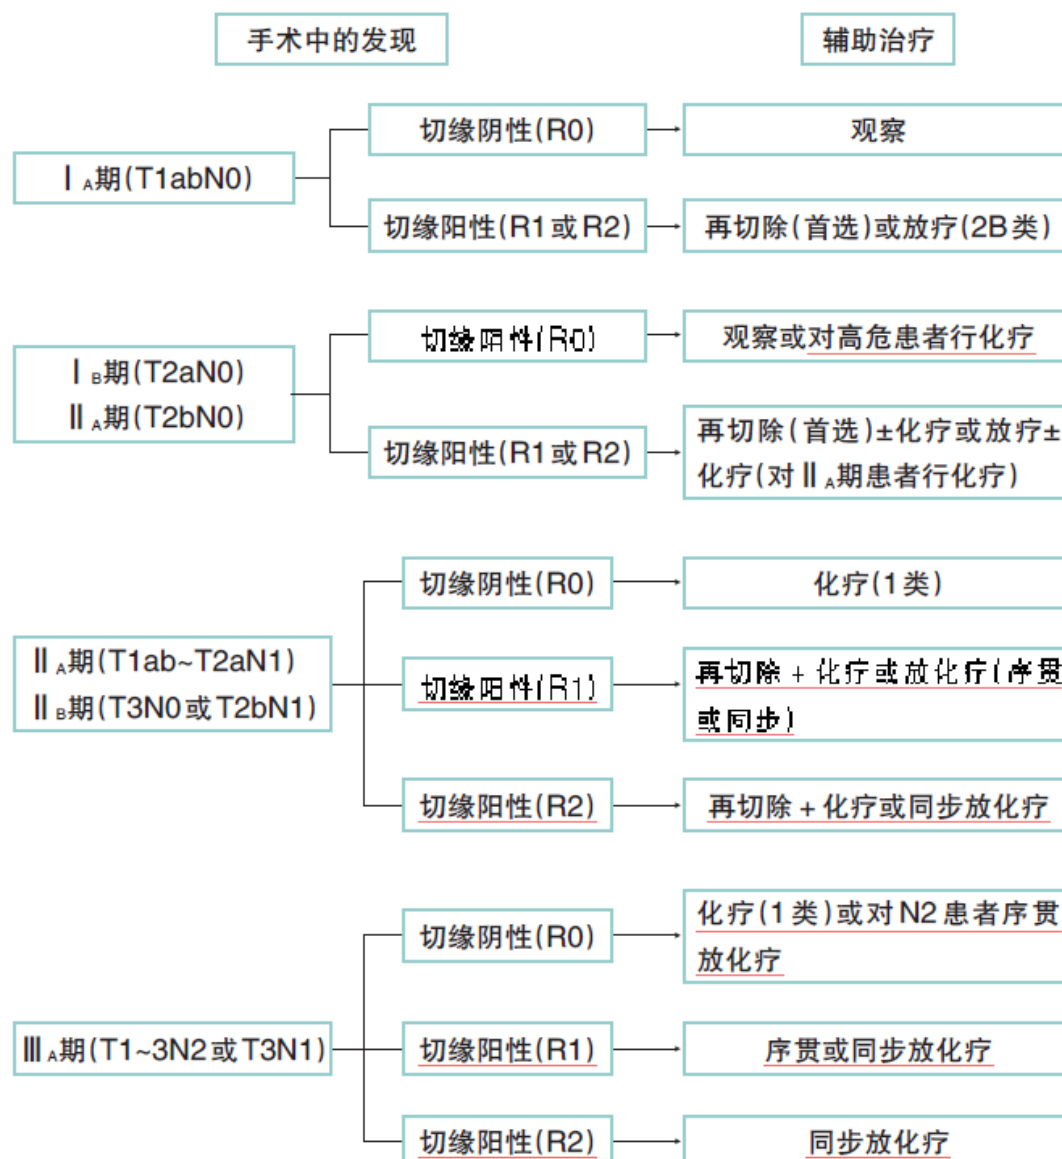 手术中的发现
辅助治疗
ⅠA期(T1abN0)
切缘阴性(R0)
观察
切缘阳性(R1或R2)
再切除(首选)或放疗(2B类)
ⅠB期(T2aN0)
ⅡA期(T2bN0)
切缘阴性(R0)
观察或对高危患者行化疗
切缘阳性(R1或R2)
再切除(首选)±化疗或放疗±
化疗(对ⅡA期患者行化疗)
ⅡA期(T1ab~T2aN1)
ⅡB期(T3N0或T2bN1)
切缘阴性(R0)
化疗(1类)
切缘阳性(R1)
再切除+化疗或放化疗(序贯
或同步)
切缘阳性(R2)
再切除+化疗或同步放化疗
ⅢA期(T1~3N2或T3N1)
切缘阴性(R0)
化疗(1类)或对N2患者序贯
放化疗
切缘阳性(R1)
序贯或同步放化疗
切缘阳性(R2)
同步放化疗